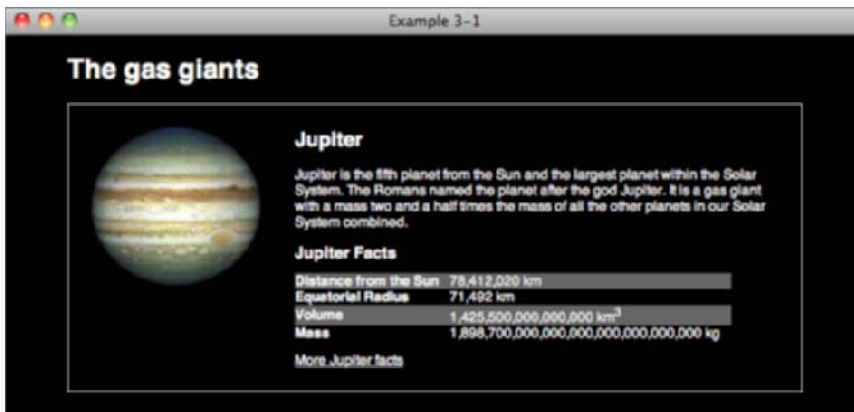 Example 3-1
The gas giants
Jupiter
Jupiter is the fifth planet from the Sun and the largest planet within the Solar
System. The Romans named the planet after the god Jupiter. It is a gas giant
with a mass two and a half times the mass of all the other planets in our Solar
System combined.
Jupiter Facts
Distance from the Sun 78,412,020 km
Equatorial Radius 71,492 km
Volume 1,425,500,000,000,000 km³
Mass 1,898,700,000,000,000,000,000,000,000 kg
More Jupiter facts